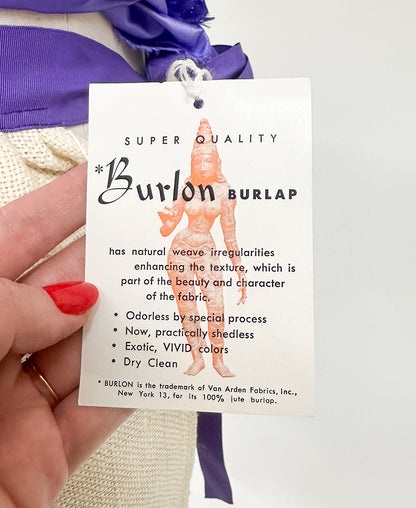 SUPER QUALITY
*Burlon BURLAP
has natural weave irregularities
enhancing the texture, which is
part of the beauty and character
of the fabric.
• Odorless by special process
• Now, practically shedless
• Exotic, VIVID colors
• Dry Clean
* BURLON is the trademark of Van Arden Fabrics, Inc.,
New York 13, for its 100% jute burlap.